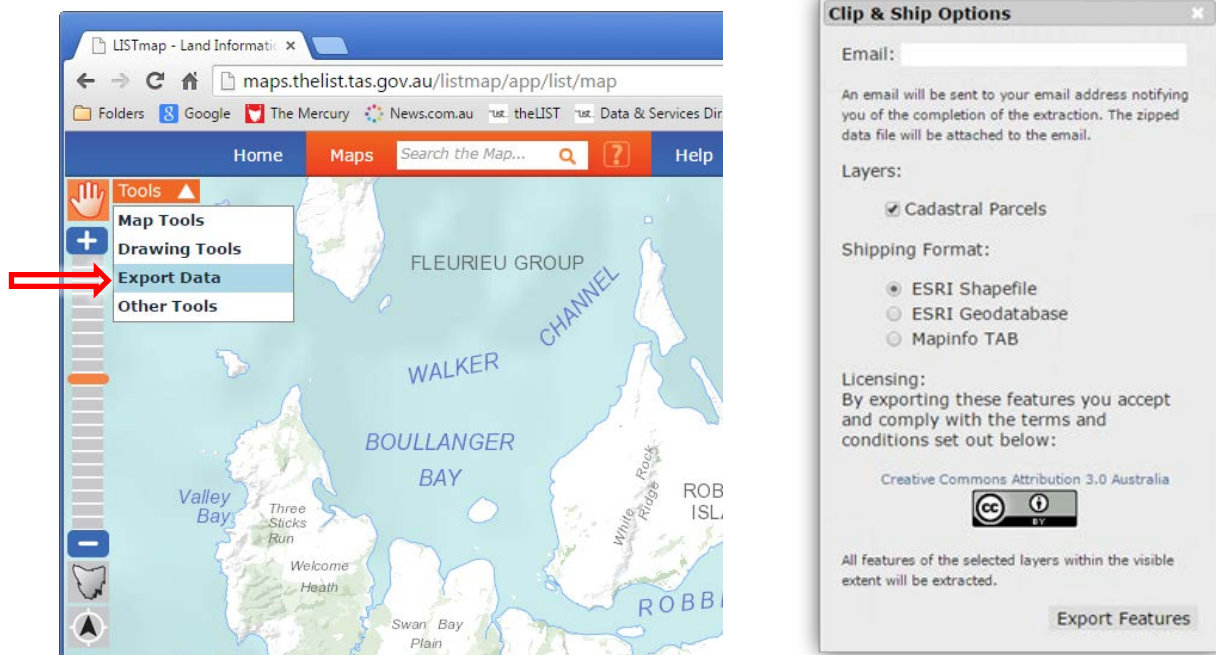 LISTmap - Land Informatic
maps.thelist.tas.gov.au/listmap/app/list/map
Folders Google The Mercury News.com.au theLIST Data & Services Dir
Home Maps Search the Map... ? Help
Tools
Map Tools
Drawing Tools
Export Data
Other Tools
FLEURIEU GROUP
CHANNEL
WALKER
BOULLANGER
BAY
Valley
Bay
Three
Sticks
Run
Welcome
Heath
White Rock
Ridge
ROB
ISL
ROBBI
Swan Bay
Plain
Clip & Ship Options
Email:
An email will be sent to your email address notifying
you of the completion of the extraction. The zipped
data file will be attached to the email.
Layers:
Cadastral Parcels
Shipping Format:
ESRI Shapefile
ESRI Geodatabase
Mapinfo TAB
Licensing:
By exporting these features you accept
and comply with the terms and
conditions set out below:
Creative Commons Attribution 3.0 Australia
cc
BY
All features of the selected layers within the visible
extent will be extracted.
Export Features